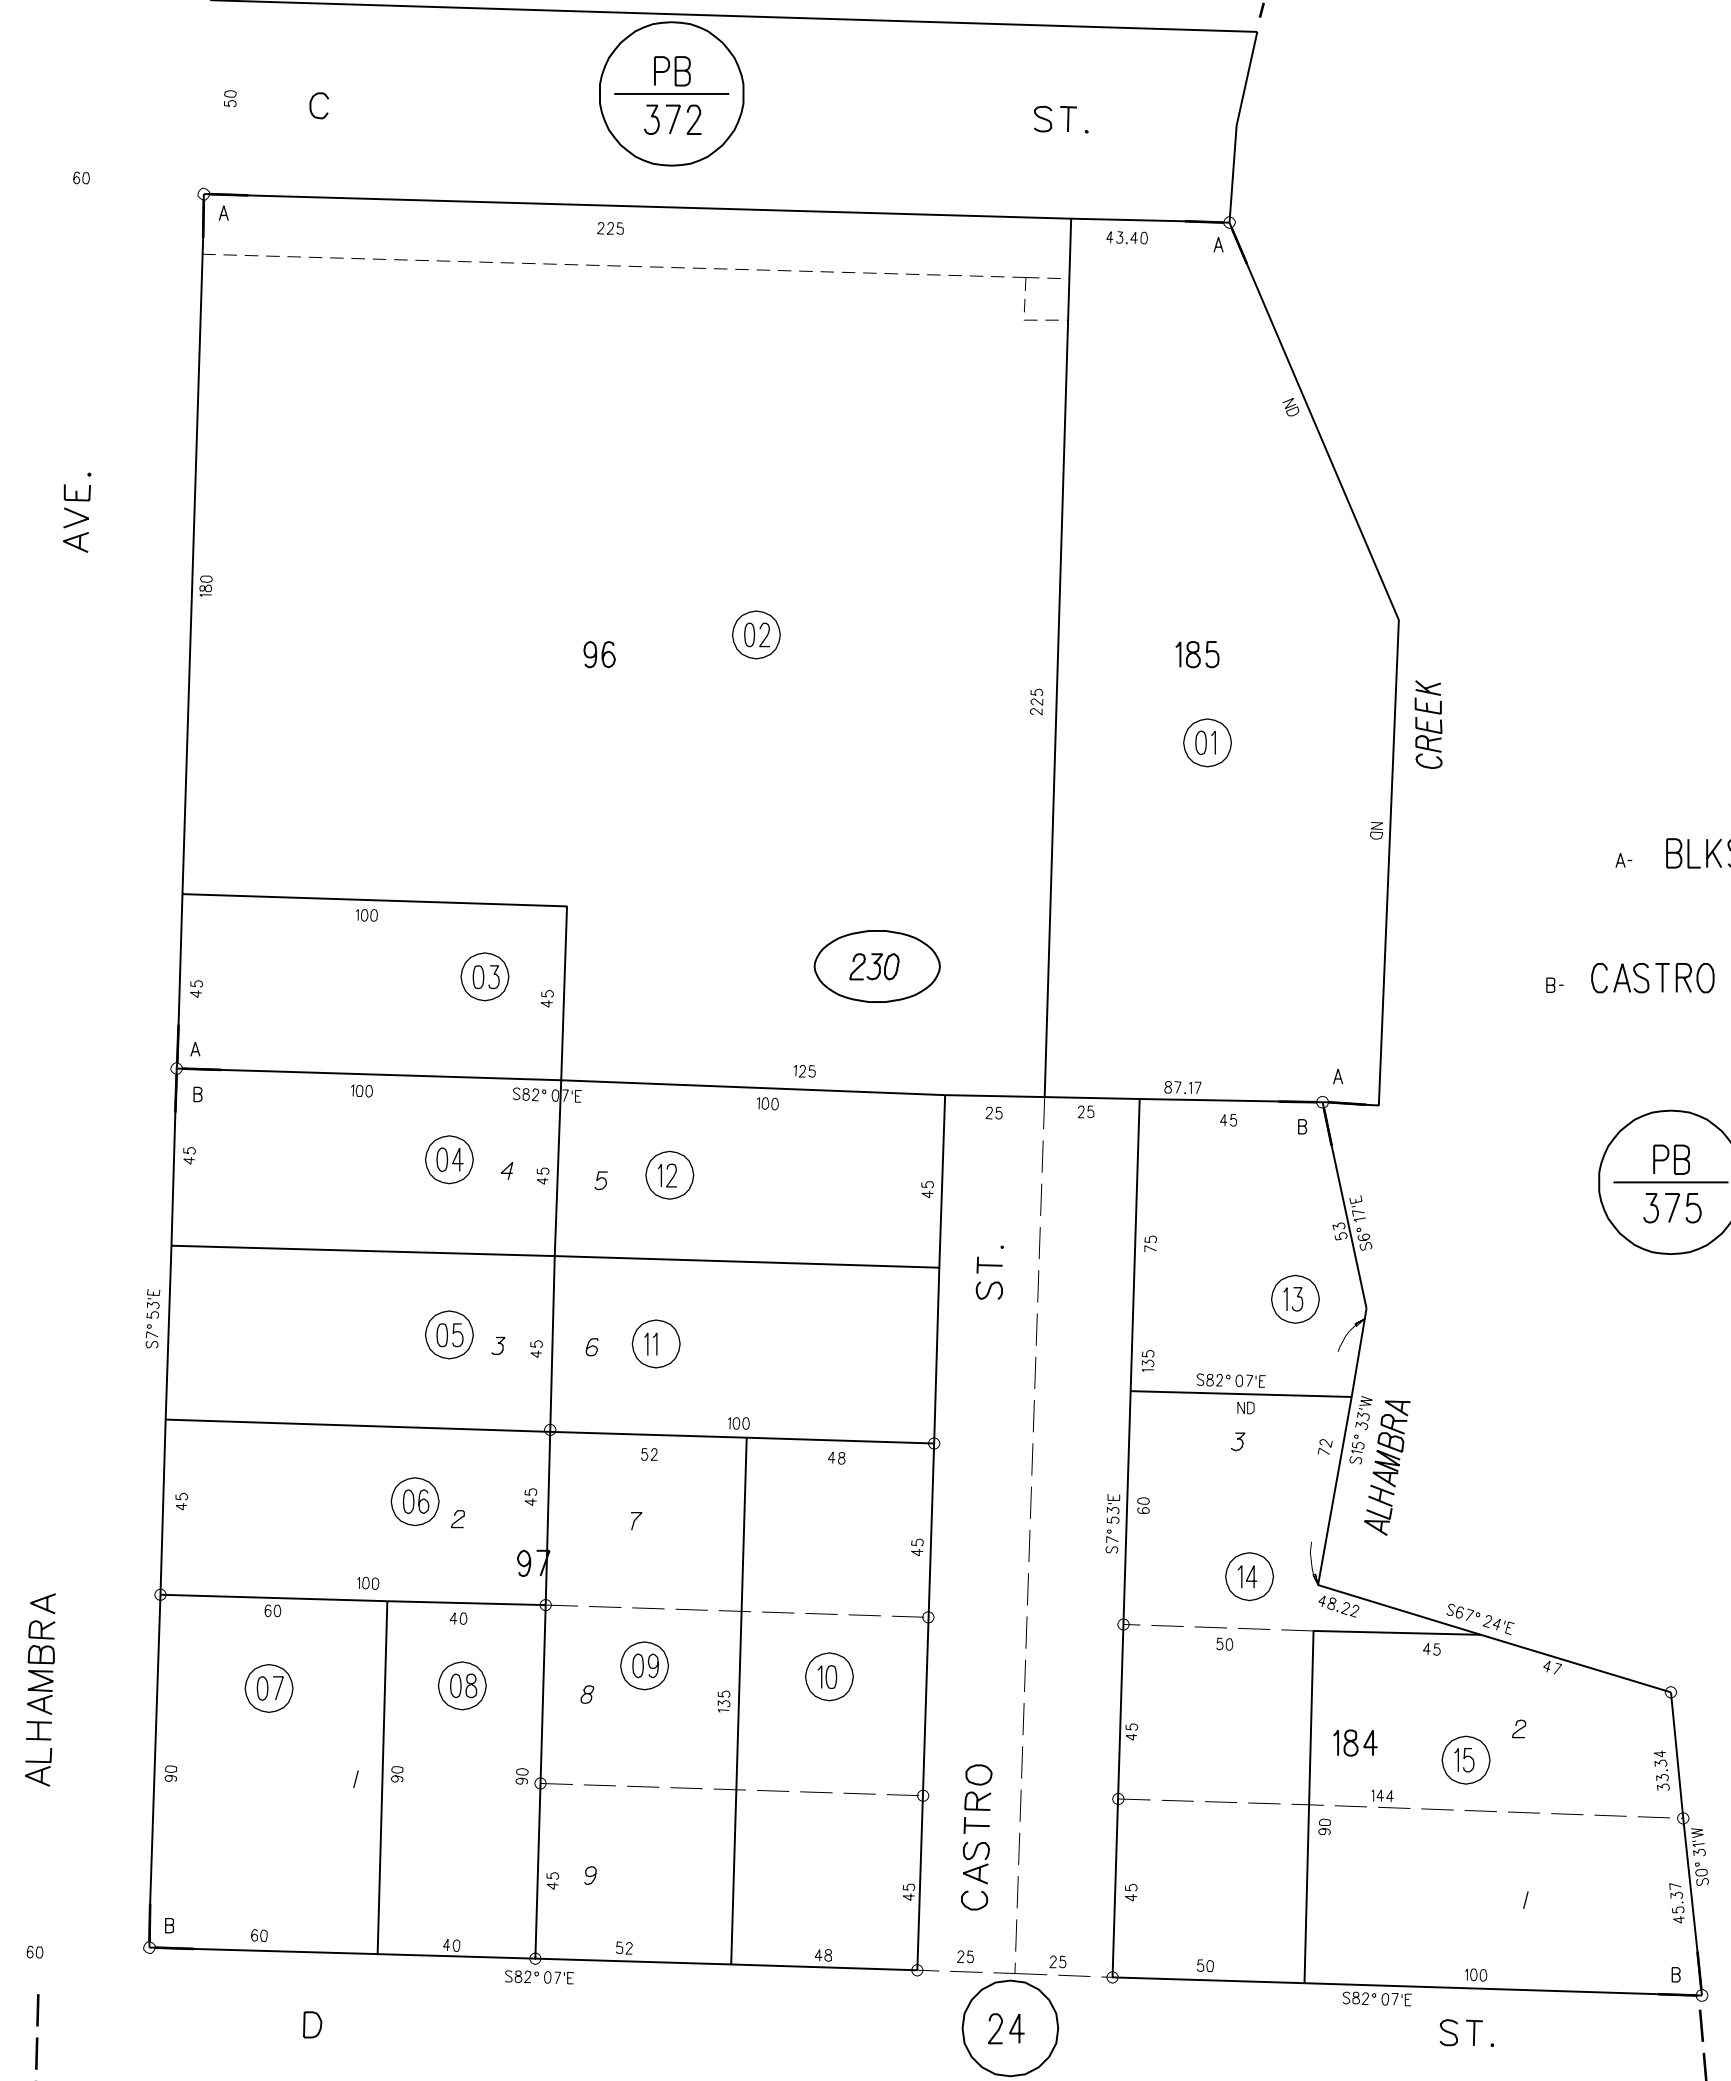 PB
372
50
C
ST.
60
A
225
43.40
A
ND
AVE.
180
02
96
185
225
01
CREEK
ND
A- BLKS
100
230
03
45
45
B- CASTRO
A
125
A
87.17
B
100
S82°07'E
100
25
25
45
B
PB
375
45
04
4
45
5
12
45
ST.
75
53
S6°17'E
13
S7°53'E
05
3
45
6
11
135
S82°07'E
ND
3
100
52
48
72
S15°33'W
ALHAMBRA
45
06
2
45
7
97
45
S7°53'E
60
14
100
60
40
48.22
S67°24'E
50
45
47
ALHAMBRA
07
08
09
8
135
10
45
184
2
15
33.34
90
1
90
90
CASTRO
144
90
S0°31'W
45
9
45
45
1
45.37
B
60
40
52
48
25
25
50
100
B
60
S82°07'E
S82°07'E
D
24
ST.